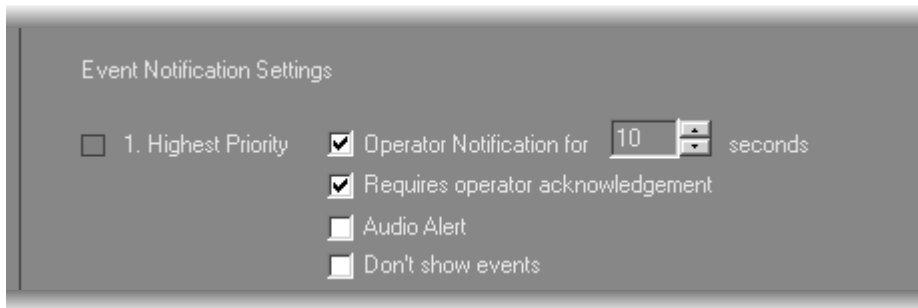 Event Notification Settings
1. Highest Priority Operator Notification for 10 seconds
Requires operator acknowledgement
Audio Alert
Don't show events